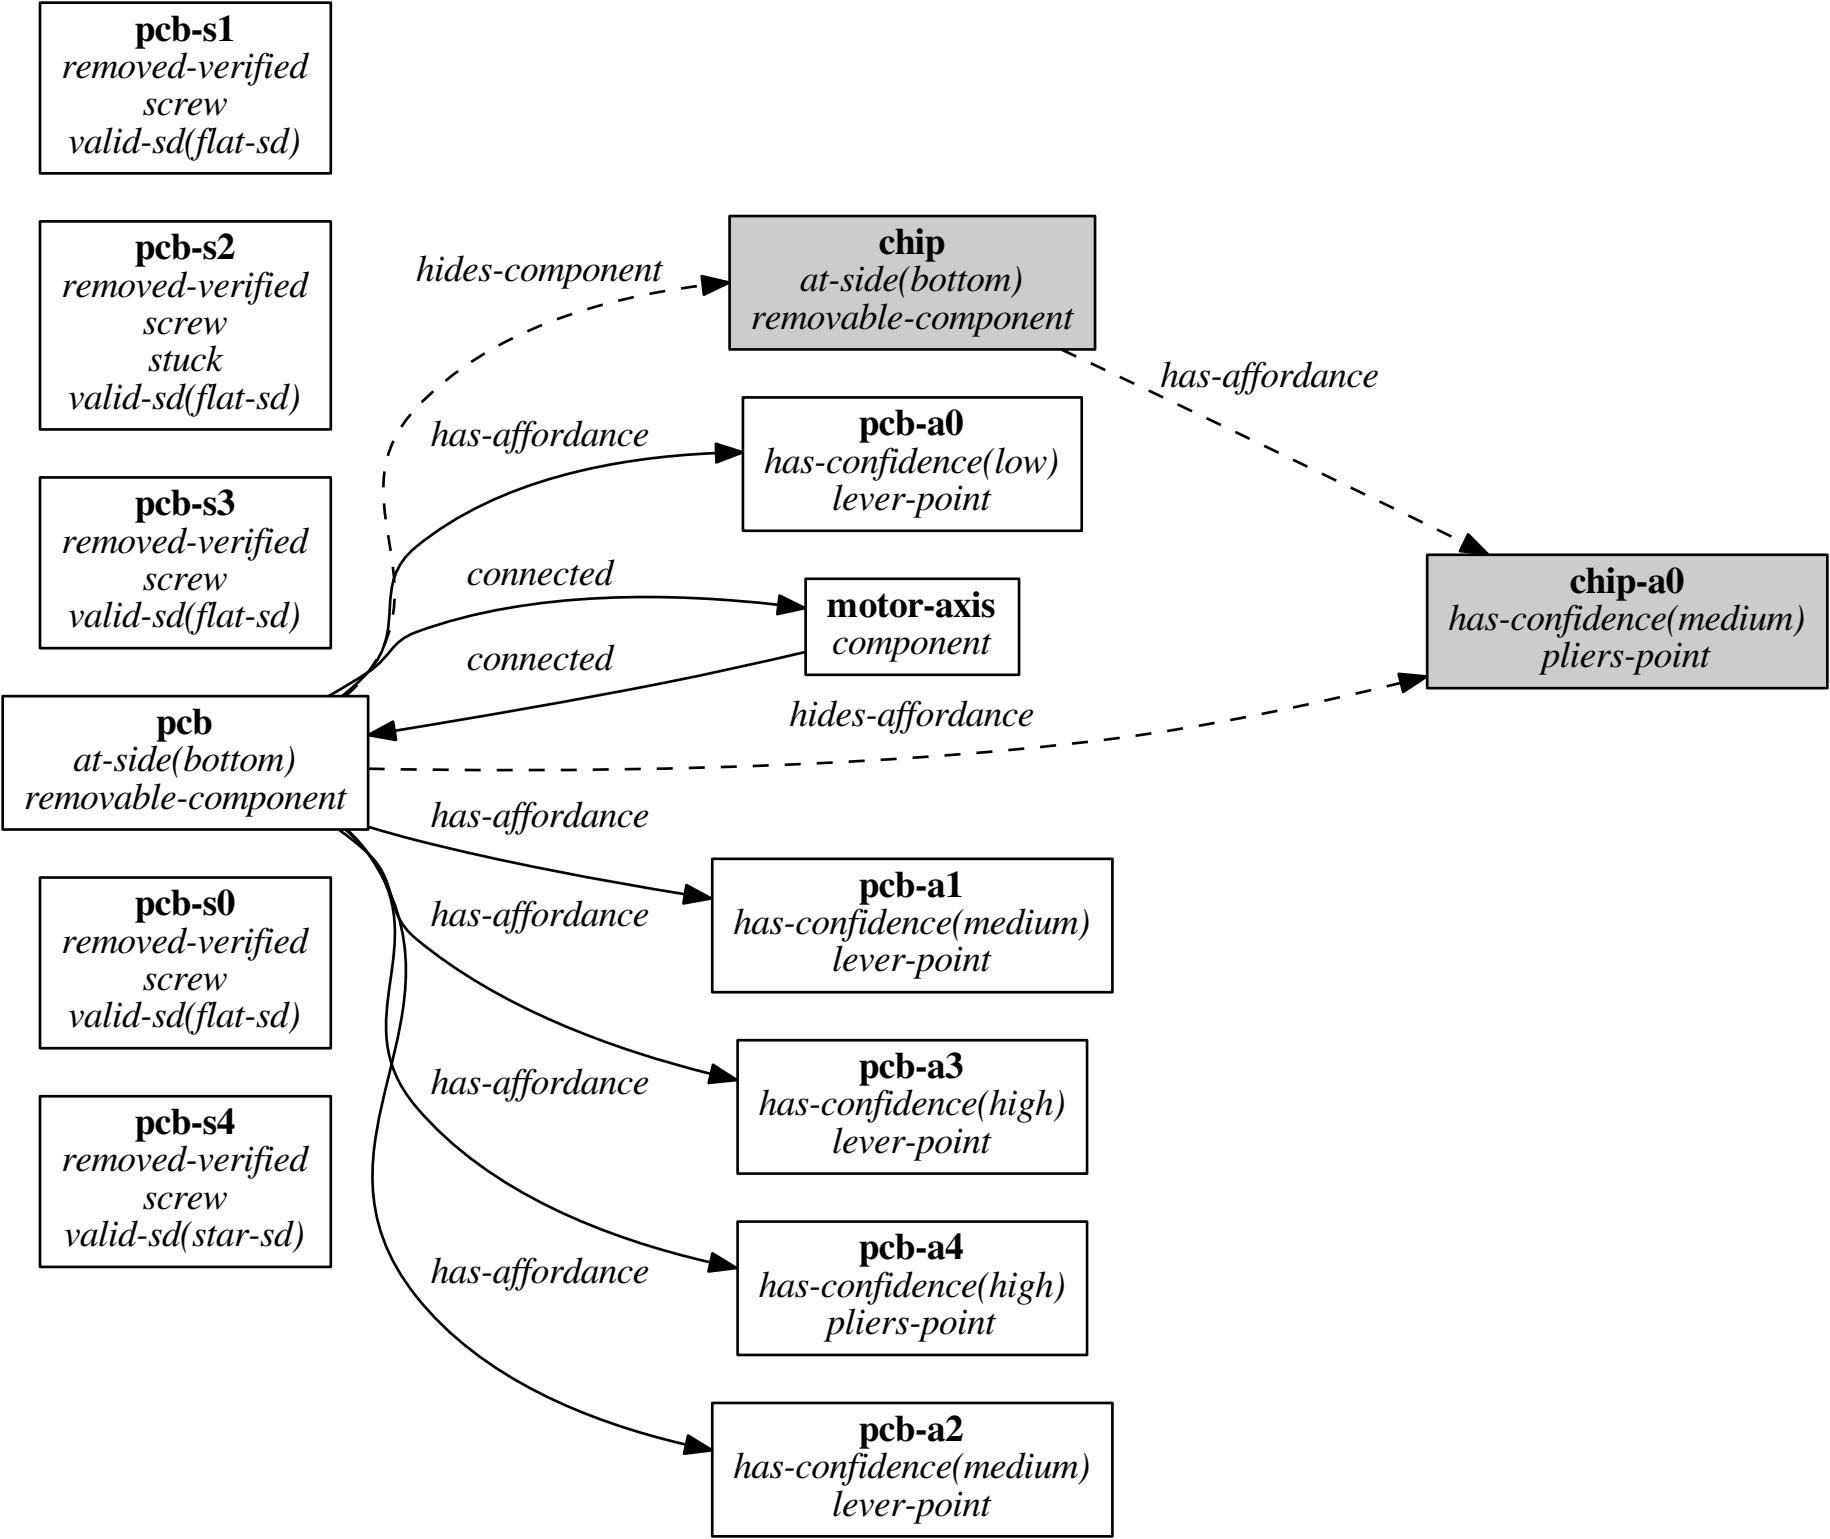 pcb-s1
removed-verified
screw
valid-sd(flat-sd)
pcb-s2
removed-verified
screw
stuck
valid-sd(flat-sd)
pcb-s3
removed-verified
screw
valid-sd(flat-sd)
pcb
at-side(bottom)
removable-component
pcb-s0
removed-verified
screw
valid-sd(flat-sd)
pcb-s4
removed-verified
screw
valid-sd(star-sd)
hides-component
has-affordance
connected
connected
hides-affordance
has-affordance
has-affordance
has-affordance
has-affordance
chip
at-side(bottom)
removable-component
pcb-a0
has-confidence(low)
lever-point
motor-axis
component
pcb-a1
has-confidence(medium)
lever-point
pcb-a3
has-confidence(high)
lever-point
pcb-a4
has-confidence(high)
pliers-point
pcb-a2
has-confidence(medium)
lever-point
has-affordance
chip-a0
has-confidence(medium)
pliers-point